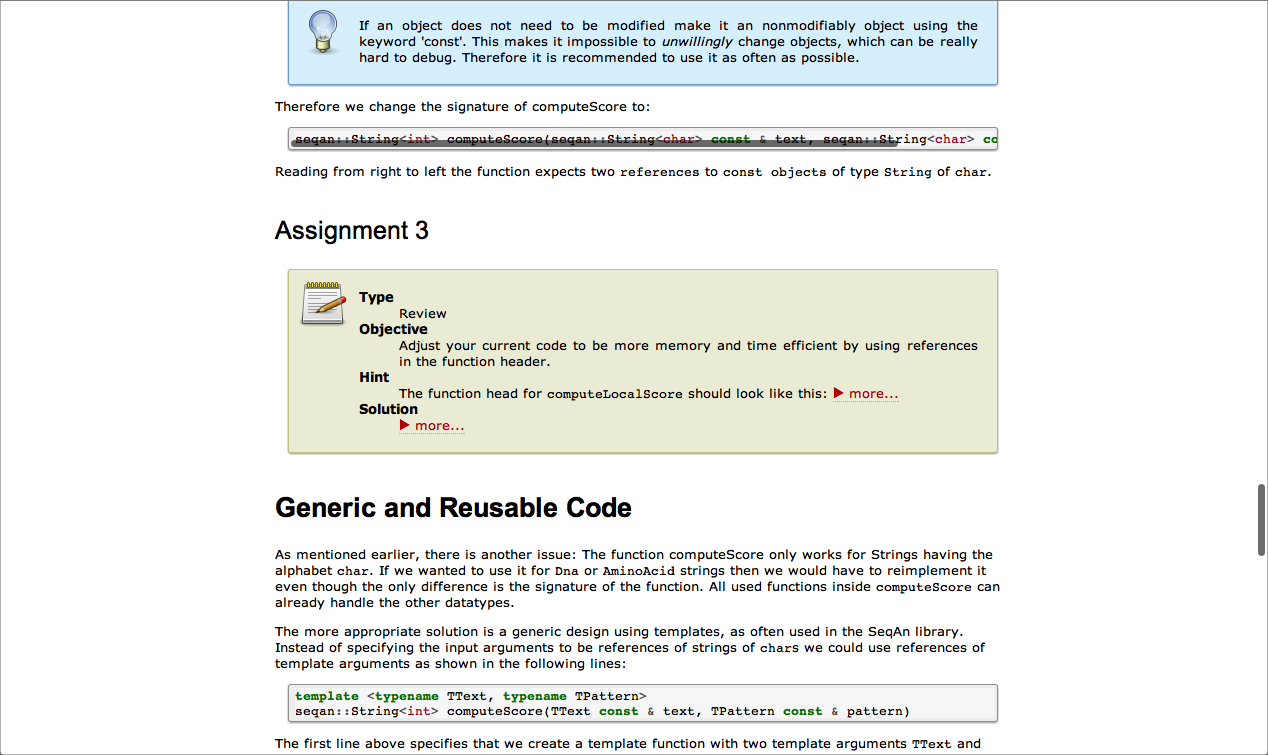 If an object does not need to be modified make it an nonmodifiably object using the
keyword 'const'. This makes it impossible to unwillingly change objects, which can be really
hard to debug. Therefore it is recommended to use it as often as possible.
Therefore we change the signature of computeScore to:
seqan::String<int> computeScore(seqan::String<char> const & text, seqan::String<char> co
Reading from right to left the function expects two references to const objects of type String of char.
Assignment 3
Type
Review
Objective
Adjust your current code to be more memory and time efficient by using references
in the function header.
Hint
The function head for computeLocalScore should look like this: ▶ more...
Solution
▶ more...
Generic and Reusable Code
As mentioned earlier, there is another issue: The function computeScore only works for Strings having the
alphabet char. If we wanted to use it for Dna or AminoAcid strings then we would have to reimplement it
even though the only difference is the signature of the function. All used functions inside computeScore can
already handle the other datatypes.
The more appropriate solution is a generic design using templates, as often used in the SeqAn library.
Instead of specifying the input arguments to be references of strings of chars we could use references of
template arguments as shown in the following lines:
template <typename TText, typename TPattern>
seqan::String<int> computeScore(TText const & text, TPattern const & pattern)
The first line above specifies that we create a template function with two template arguments TText and